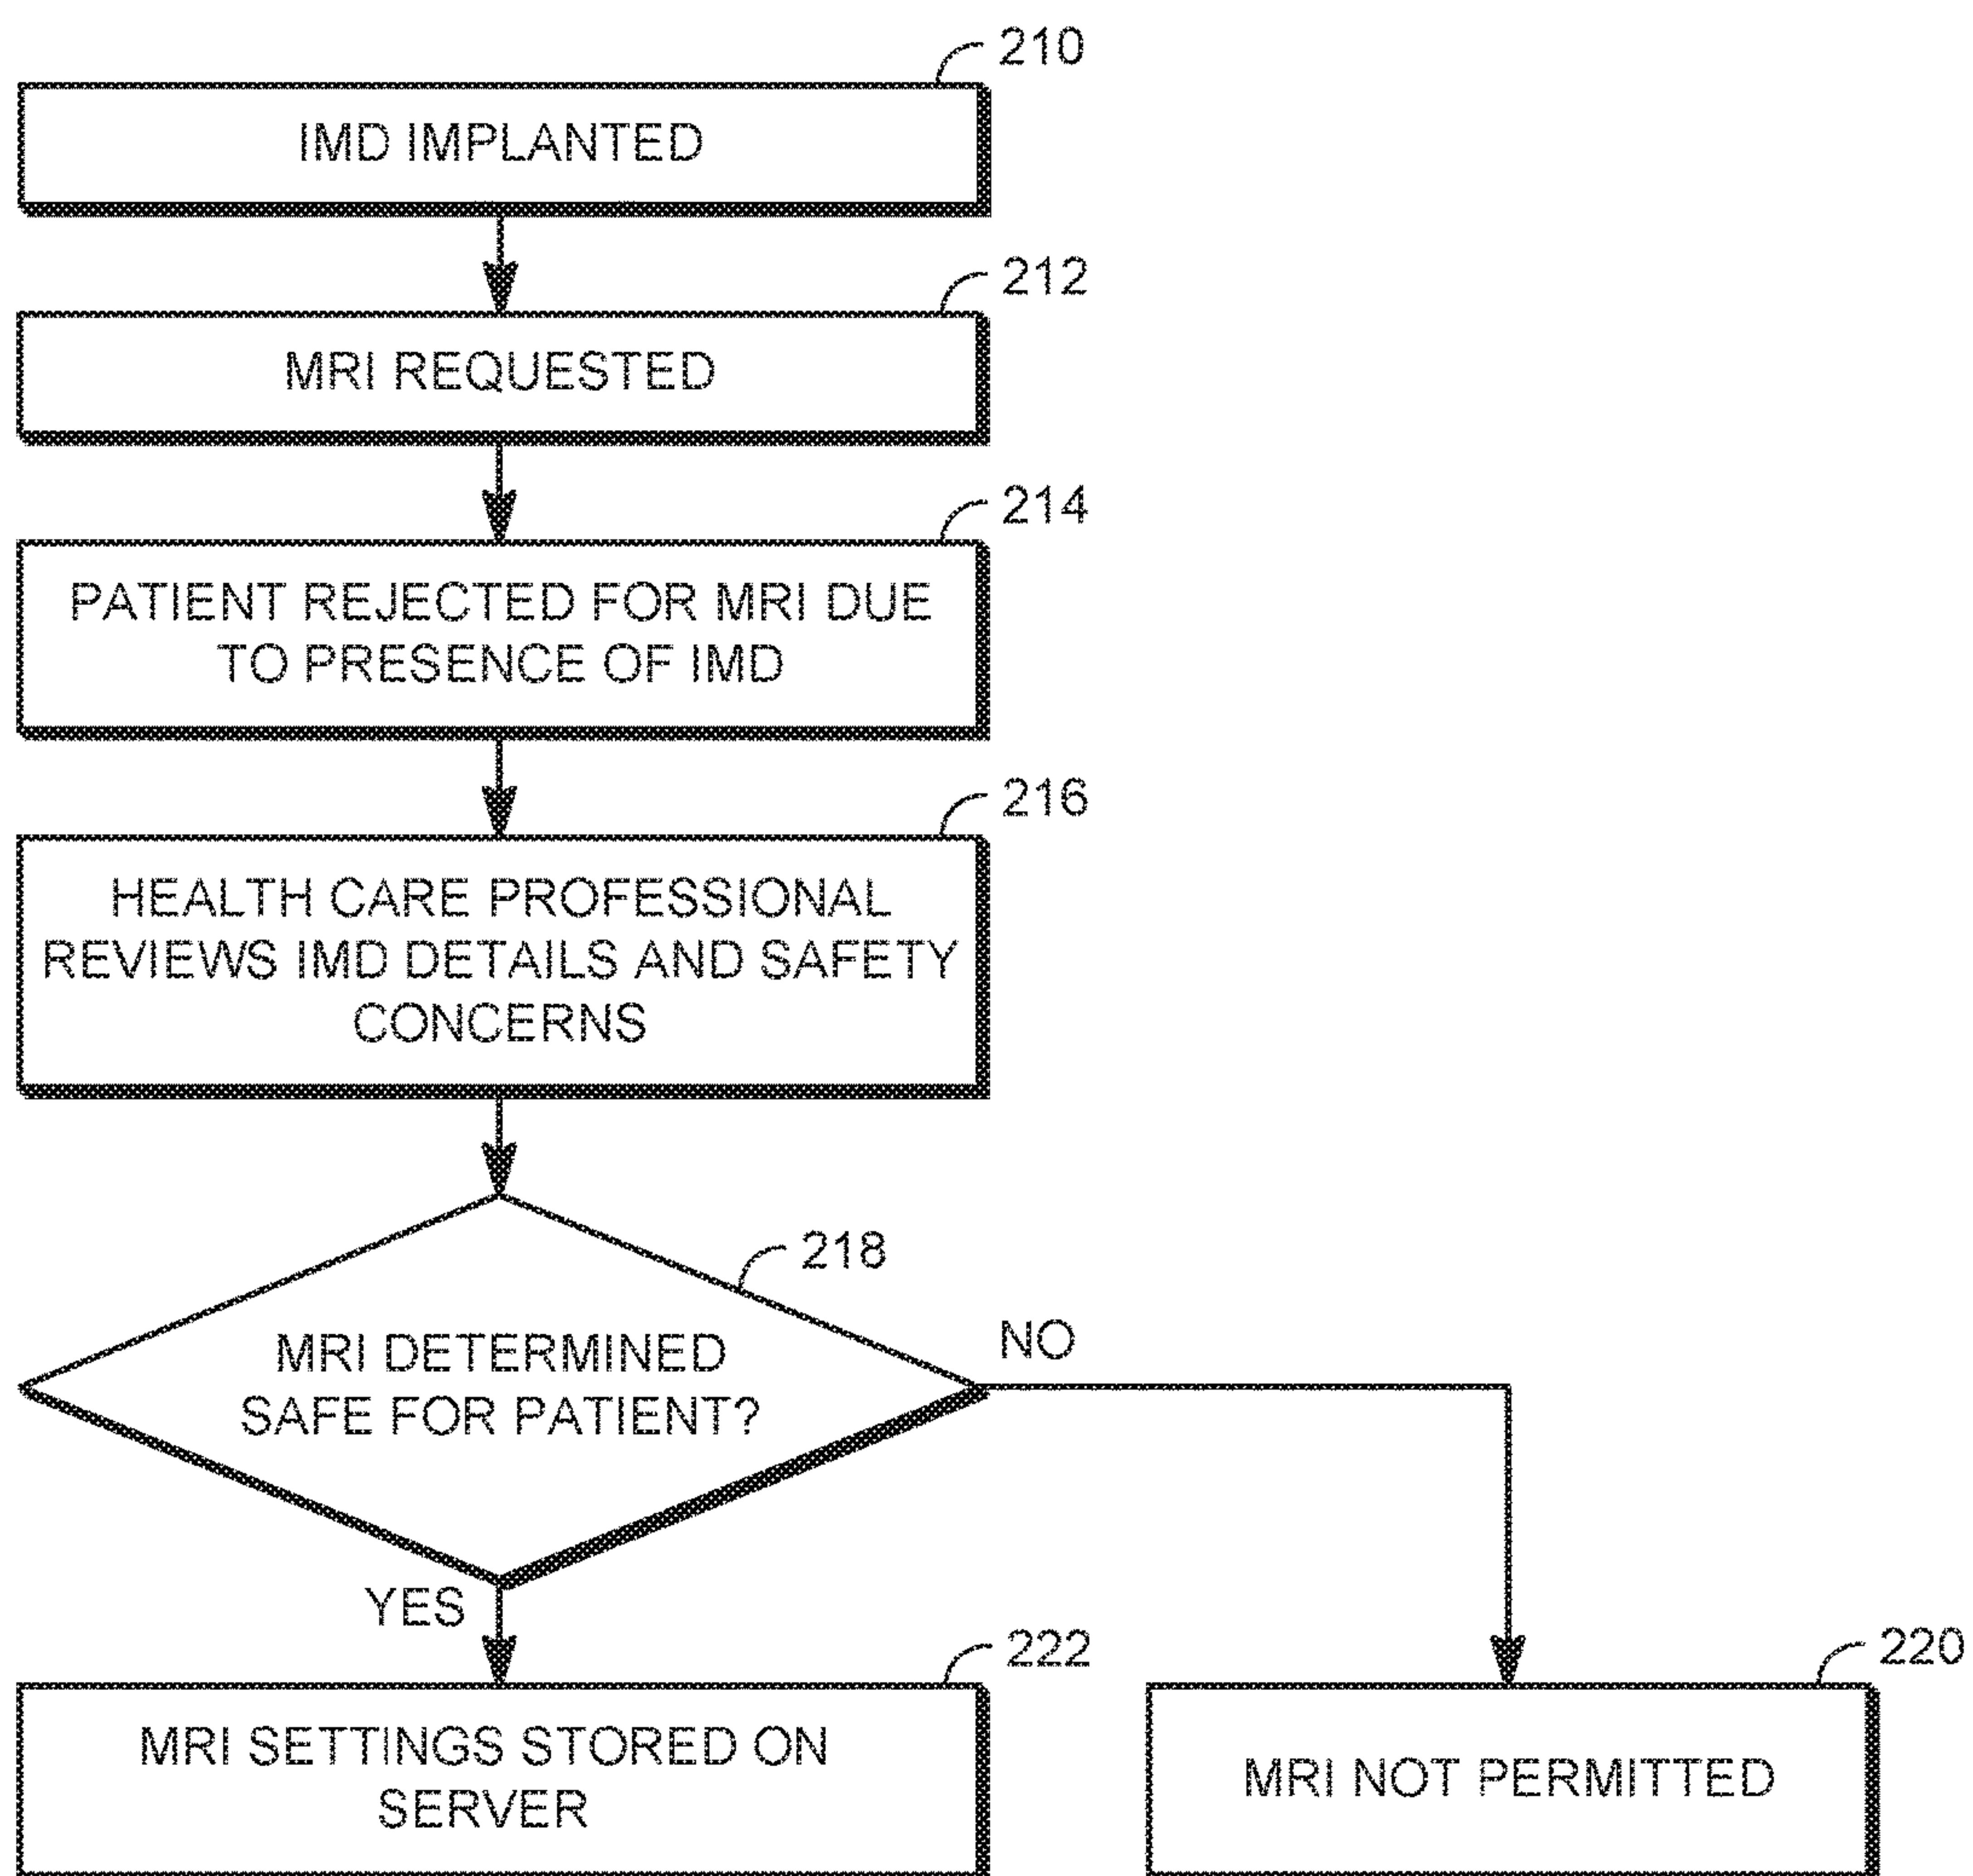 210
IMD IMPLANTED
212
MRI REQUESTED
214
PATIENT REJECTED FOR MRI DUE
TO PRESENCE OF IMD
216
HEALTH CARE PROFESSIONAL
REVIEWS IMD DETAILS AND SAFETY
CONCERNS
218
MRI DETERMINED
SAFE FOR PATIENT?
NO
YES
222
MRI SETTINGS STORED ON
SERVER
220
MRI NOT PERMITTED